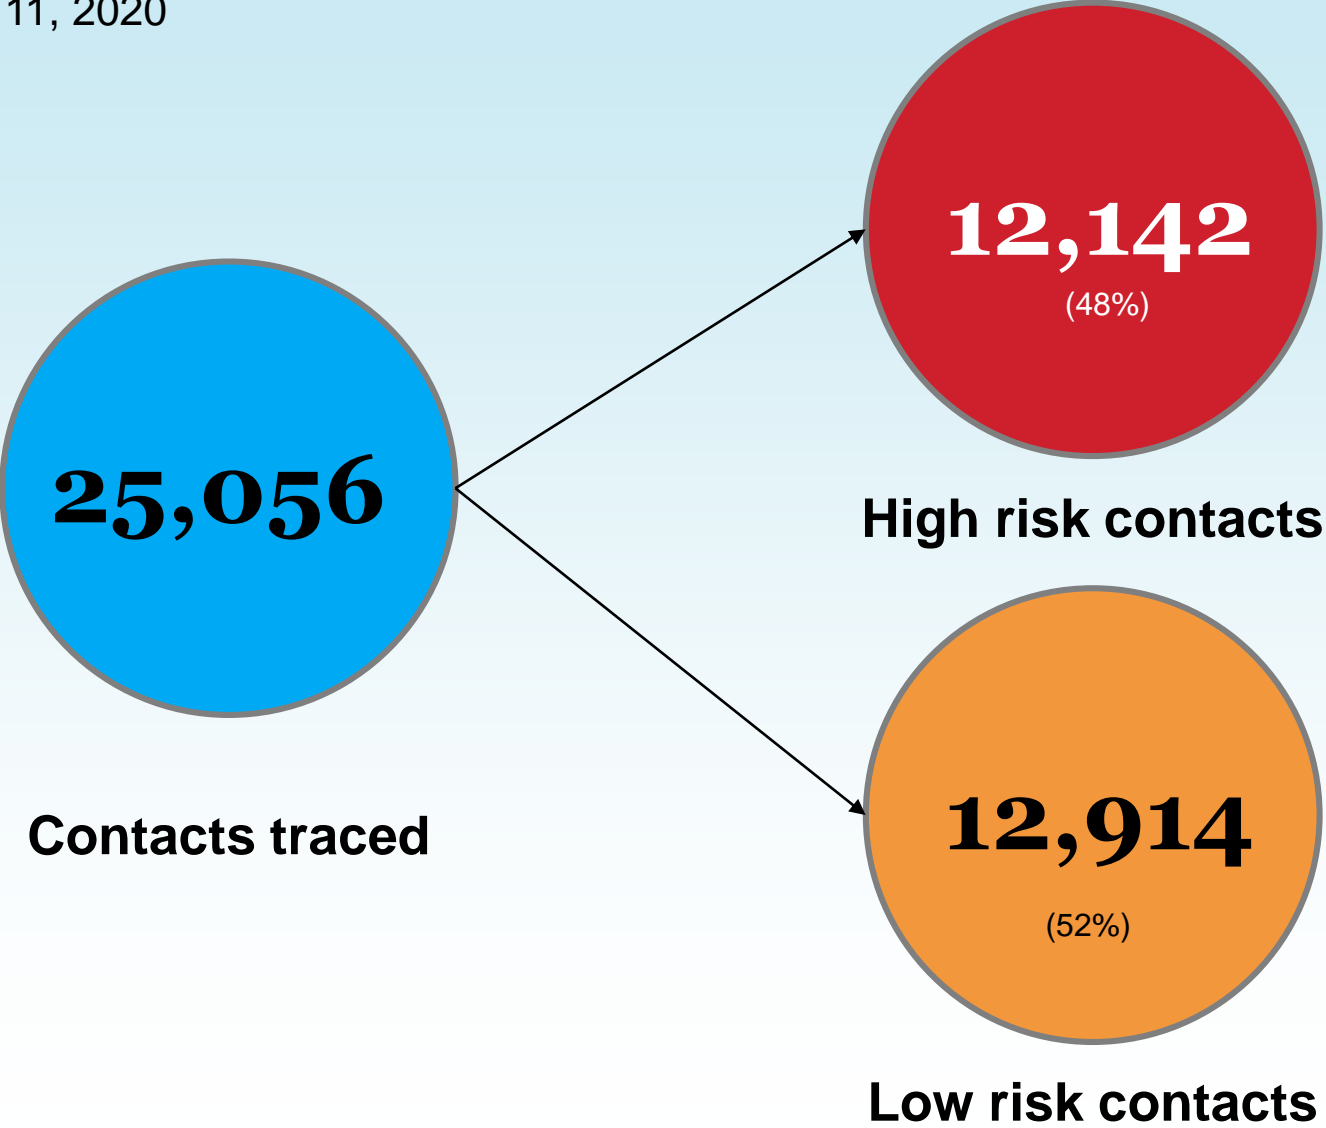 11, 2020
12,142
(48%)
High risk contacts
25,056
Contacts traced
12,914
(52%)
Low risk contacts